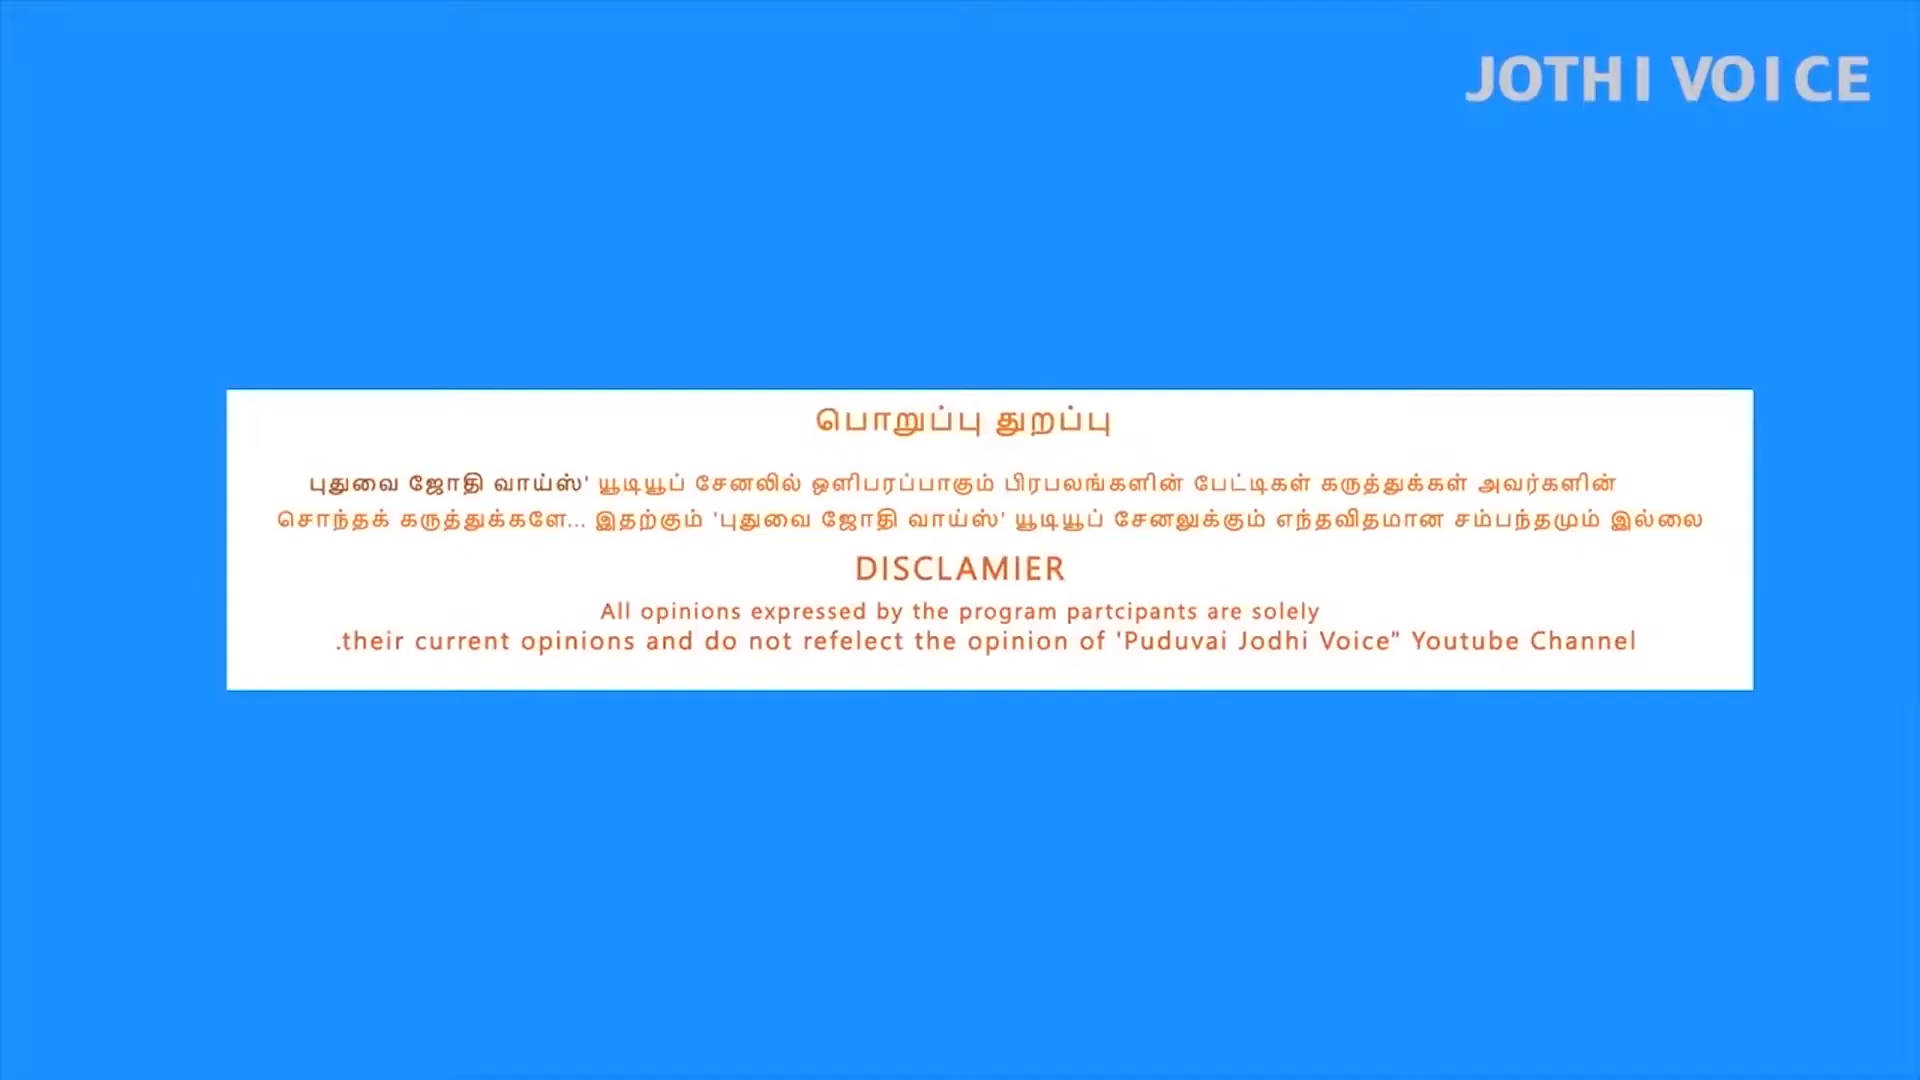 JOTHI VOICE
பொறுப்பு துறப்பு
புதுவை ஜோதி வாய்ஸ்' யூடியூப் சேனலில் ஒளிபரப்பாகும் பிரபலங்களின் பேட்டிகள் கருத்துக்கள் அவர்களின்
சொந்தக் கருத்துக்களே... இதற்கும் 'புதுவை ஜோதி வாய்ஸ்' யூடியூப் சேனலுக்கும் எந்தவிதமான சம்பந்தமும் இல்லை
DISCLAMIER
All opinions expressed by the program partcipants are solely
.their current opinions and do not refelect the opinion of 'Puduvai Jodhi Voice" Youtube Channel